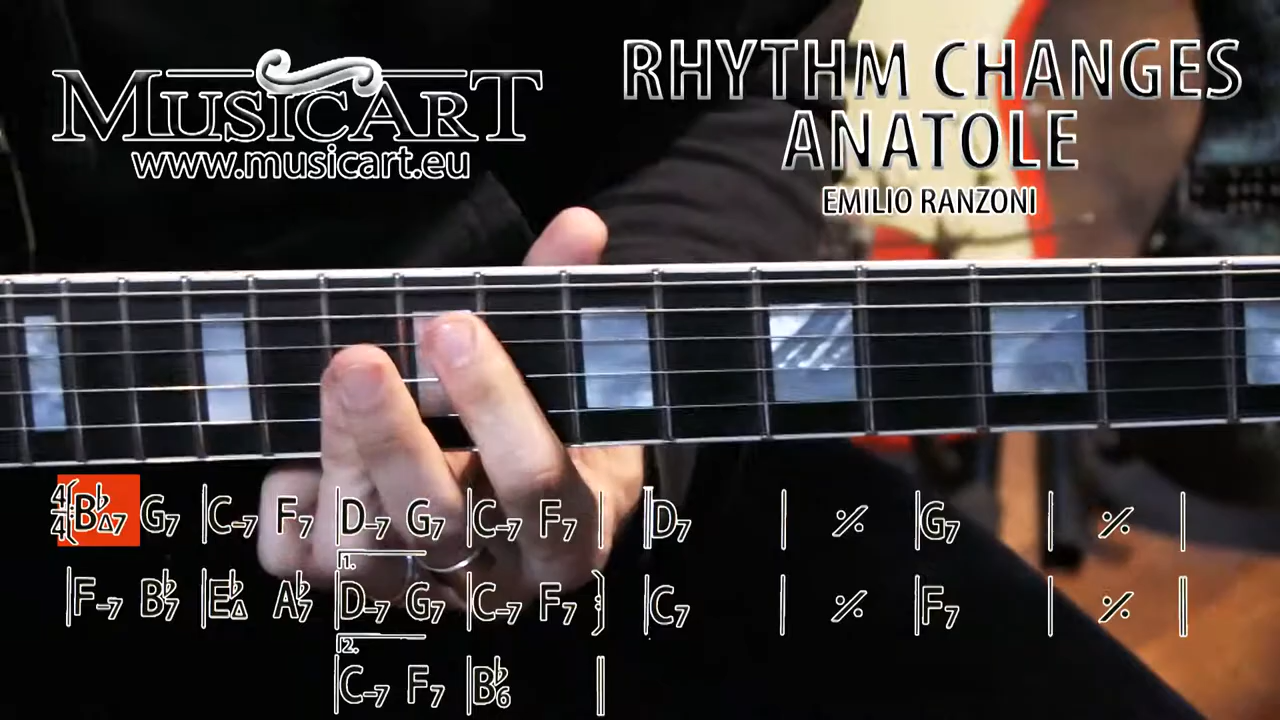 MUSICART
www.musicart.eu
RHYTHM CHANGES
ANATOLE
EMILIO RANZONI
4/4 B♭△7 G7 | C-7 F7 | D-7 G7 | C-7 F7 | D7 | 𝄎 | G7 | 𝄎 |
1.
| F-7 B♭7 | E♭△ A♭7 | D-7 G7 | C-7 F7 :| C7 | 𝄎 | F7 | 𝄎 ||
2.
| C-7 F7 | B♭6 ||